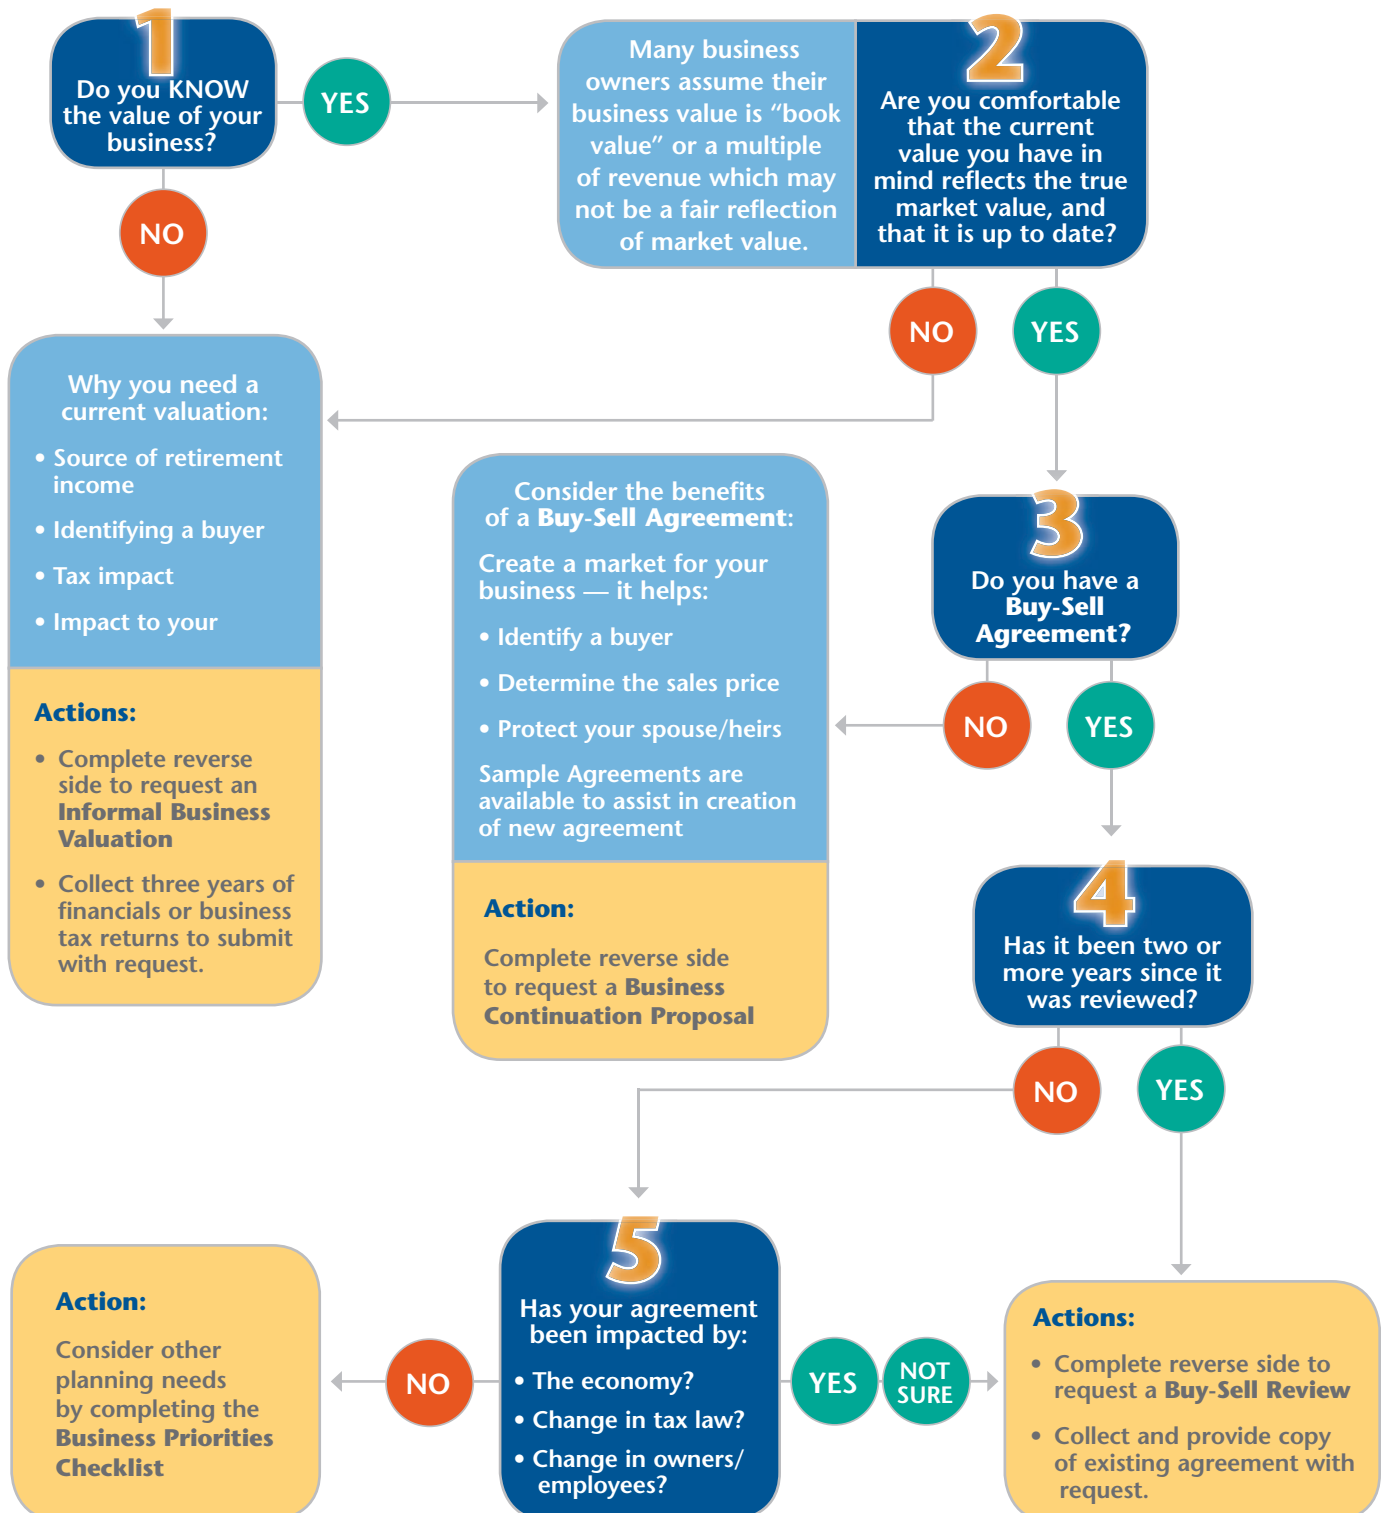 1
Do you KNOW
the value of your
business?
YES
NO
Many business
owners assume their
business value is “book
value” or a multiple
of revenue which may
not be a fair reflection
of market value.
2
Are you comfortable
that the current
value you have in
mind reflects the true
market value, and
that it is up to date?
NO
YES
Why you need a
current valuation:
• Source of retirement
income
• Identifying a buyer
• Tax impact
• Impact to your
Actions:
• Complete reverse
side to request an
Informal Business
Valuation
• Collect three years of
financials or business
tax returns to submit
with request.
Consider the benefits
of a Buy-Sell Agreement:
Create a market for your
business — it helps:
• Identify a buyer
• Determine the sales price
• Protect your spouse/heirs
Sample Agreements are
available to assist in creation
of new agreement
Action:
Complete reverse side
to request a Business
Continuation Proposal
3
Do you have a
Buy-Sell
Agreement?
NO
YES
4
Has it been two or
more years since it
was reviewed?
NO
YES
5
Has your agreement
been impacted by:
• The economy?
• Change in tax law?
• Change in owners/
employees?
NO
YES
NOT
SURE
Action:
Consider other
planning needs
by completing the
Business Priorities
Checklist
Actions:
• Complete reverse side to
request a Buy-Sell Review
• Collect and provide copy
of existing agreement with
request.